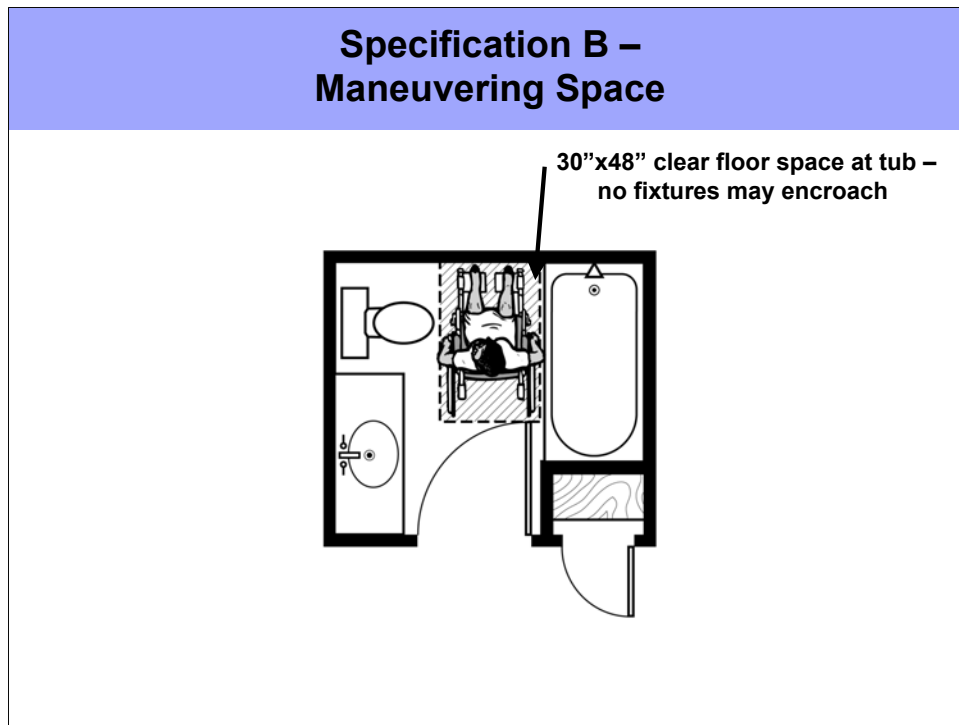 Specification B –
Maneuvering Space
30”x48” clear floor space at tub –
no fixtures may encroach